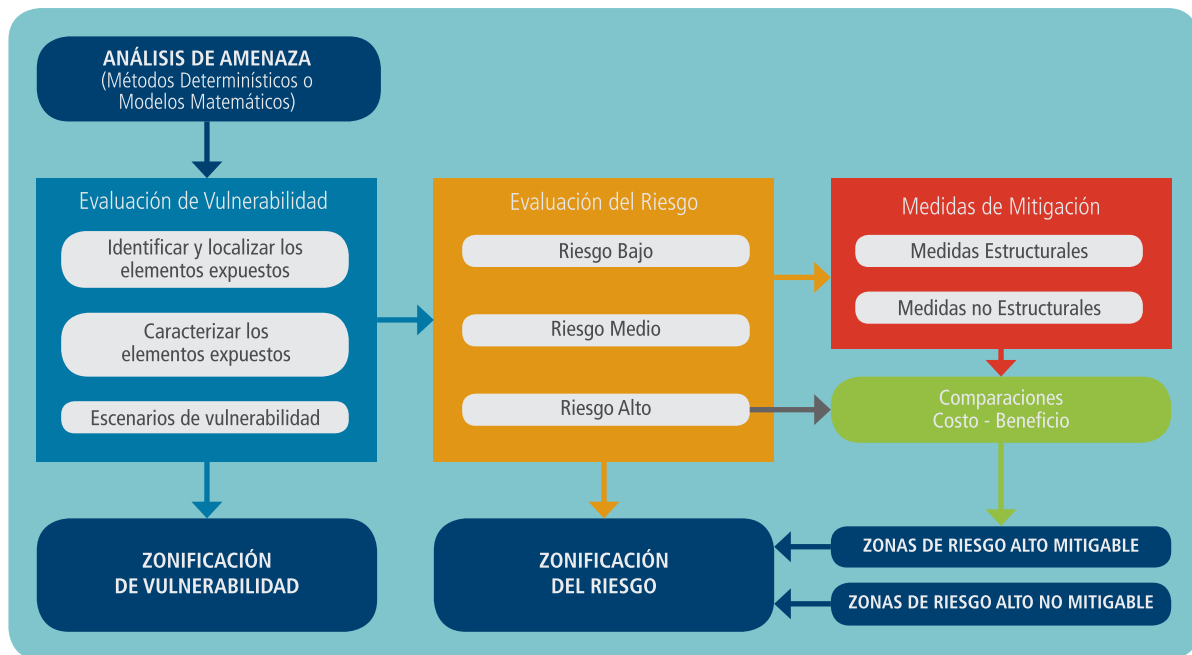 ANÁLISIS DE AMENAZA
(Métodos Determinísticos o
Modelos Matemáticos)
Evaluación de Vulnerabilidad
Identificar y localizar los
elementos expuestos
Caracterizar los
elementos expuestos
Escenarios de vulnerabilidad
ZONIFICACIÓN
DE VULNERABILIDAD
Evaluación del Riesgo
Riesgo Bajo
Riesgo Medio
Riesgo Alto
ZONIFICACIÓN
DEL RIESGO
Medidas de Mitigación
Medidas Estructurales
Medidas no Estructurales
Comparaciones
Costo - Beneficio
ZONAS DE RIESGO ALTO MITIGABLE
ZONAS DE RIESGO ALTO NO MITIGABLE